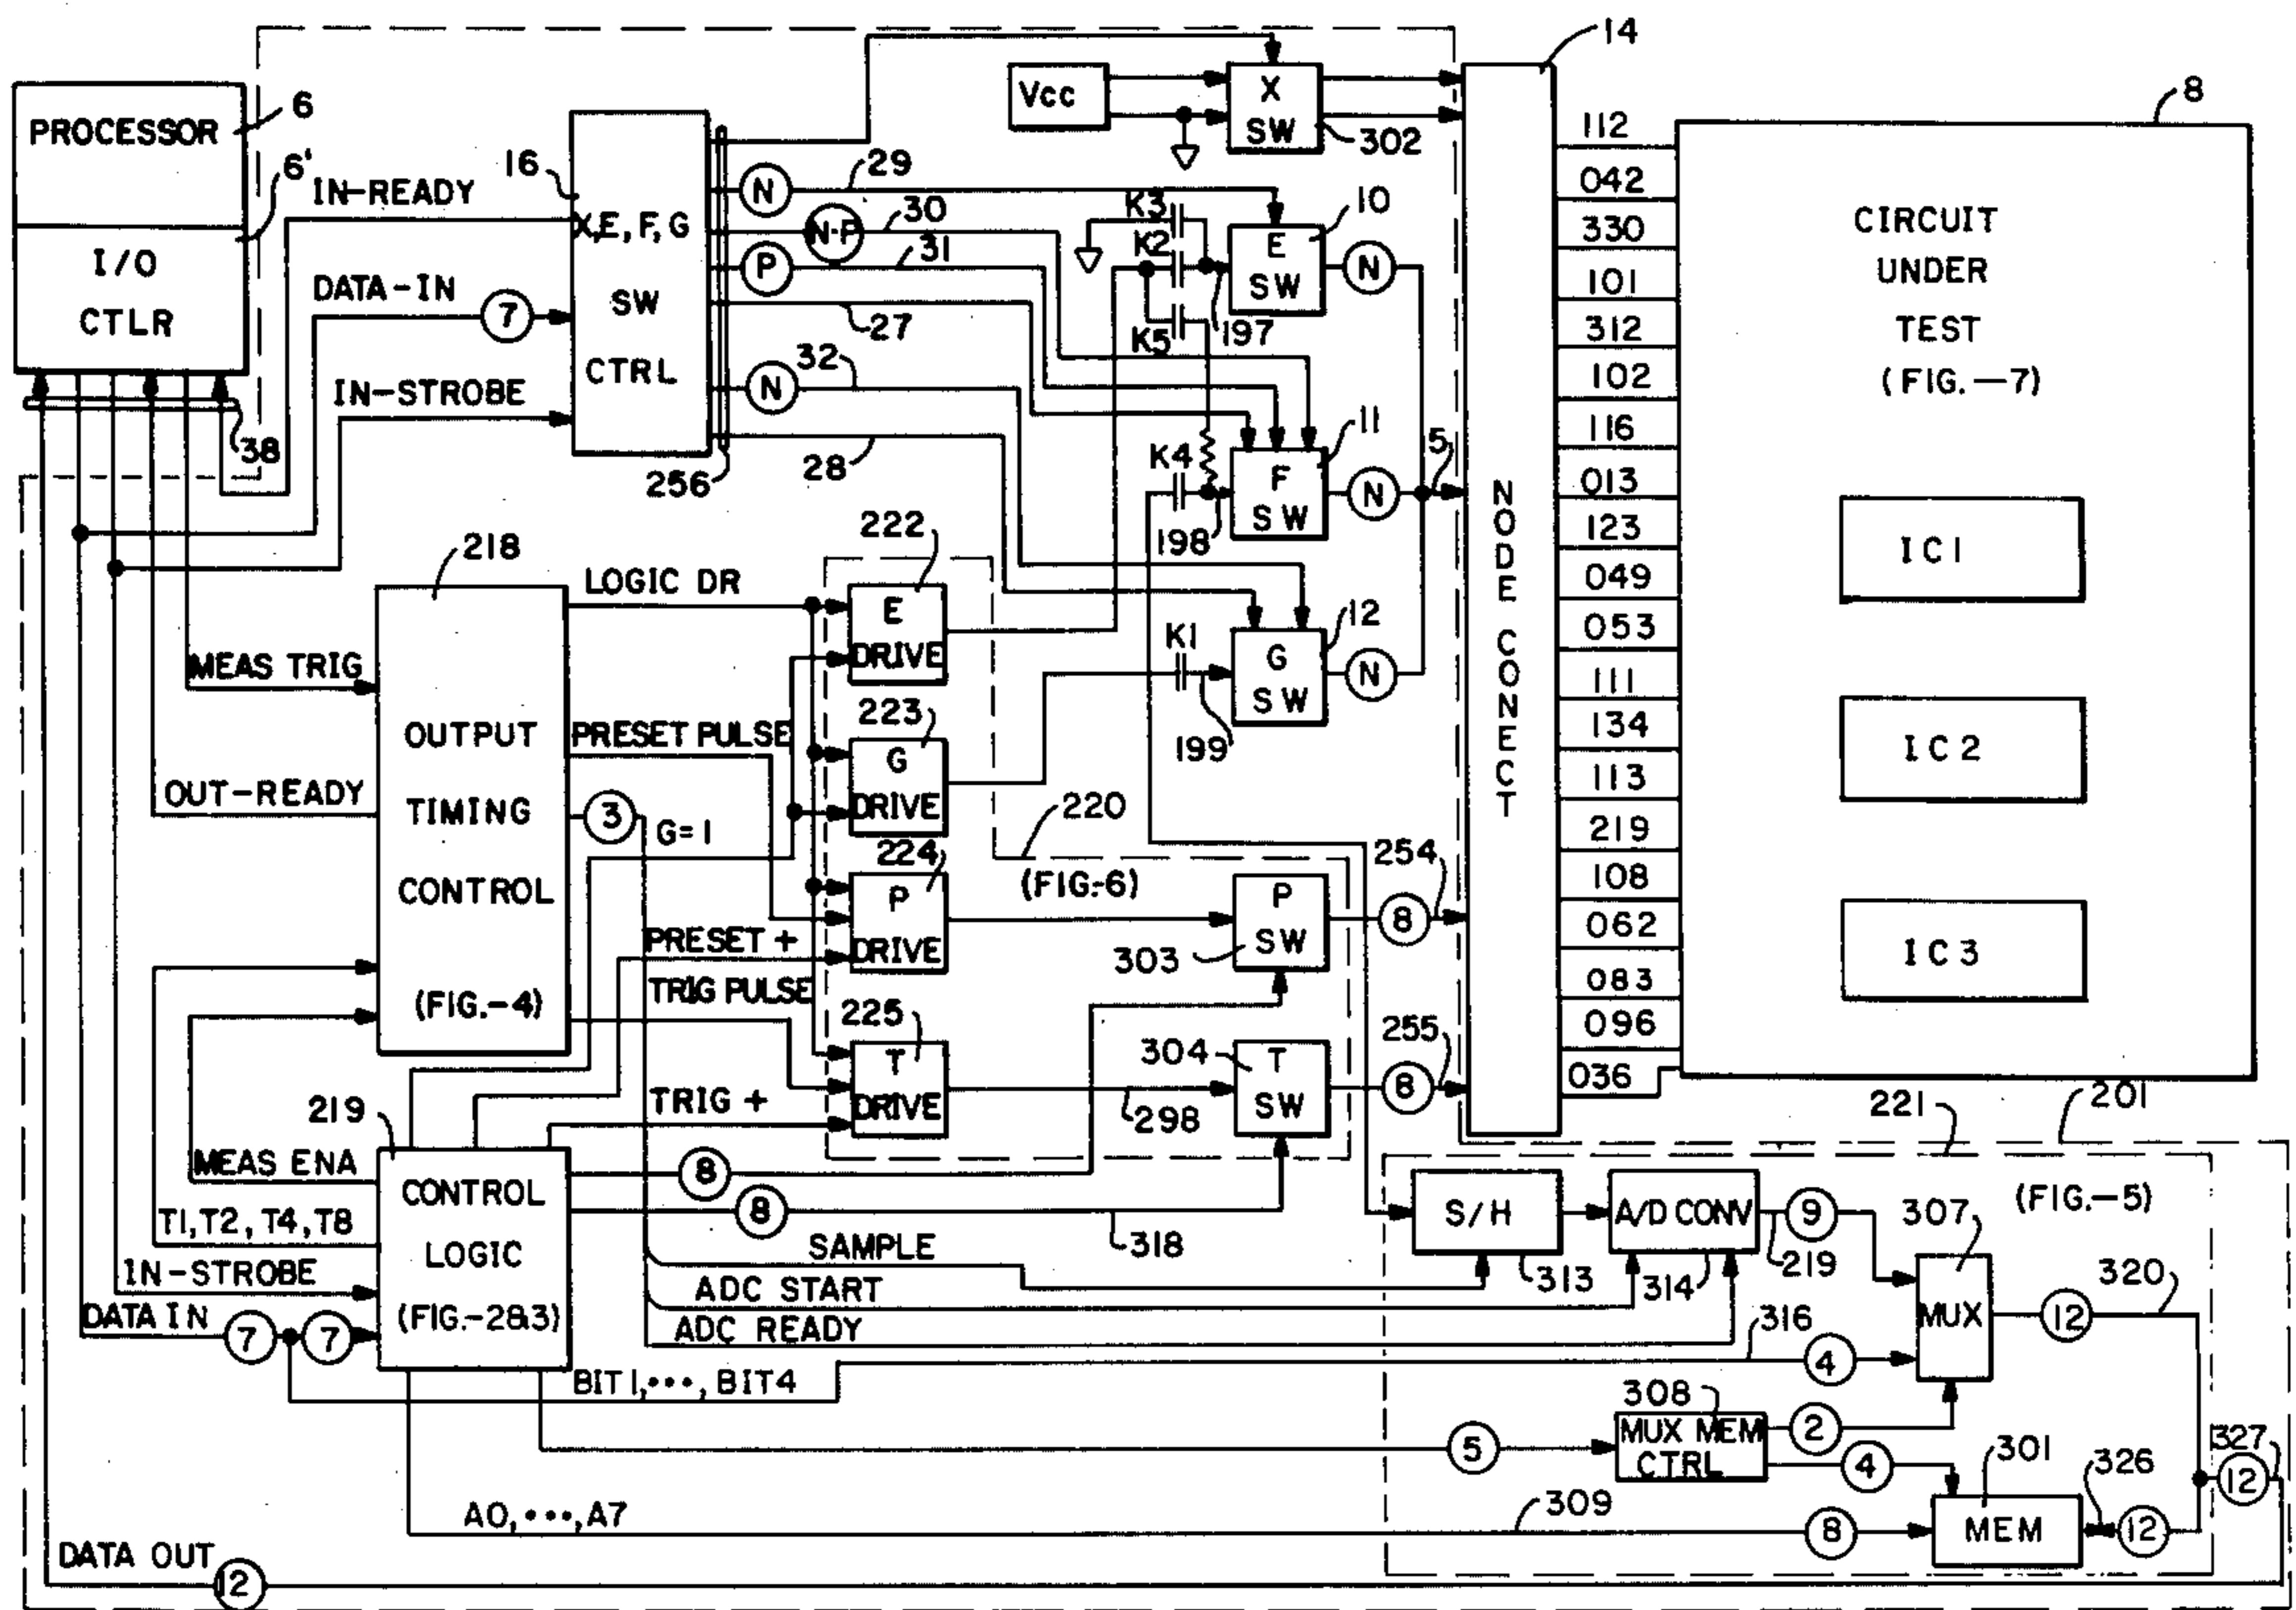 PROCESSOR
6
6'
I/O
CTLR
38
IN-READY
DATA-IN
7
IN-STROBE
16
X,E,F,G
SW
CTRL
256
N
29
N-P
30
P
31
27
N
32
28
Vcc
X
SW
302
K3
K2
K5
197
10
E
SW
N
K4
198
11
F
SW
N
5
K1
199
12
G
SW
N
14
NODE CONECT
112
042
330
101
312
102
116
013
123
049
053
111
134
113
219
108
062
083
096
036
8
CIRCUIT
UNDER
TEST
(FIG.-7)
IC1
IC2
IC3
218
OUTPUT
TIMING
CONTROL
(FIG.-4)
MEAS TRIG
OUT-READY
LOGIC DR
PRESET PULSE
3
G=1
PRESET +
TRIG PULSE
TRIG +
222
E
DRIVE
223
G
DRIVE
224
P
DRIVE
225
T
DRIVE
220
(FIG.-6)
298
P
SW
303
8
254
304
T
SW
8
255
219
CONTROL
LOGIC
(FIG.-2&3)
MEAS ENA
T1,T2,T4,T8
IN-STROBE
DATA IN
7
7
8
8
318
SAMPLE
ADC START
ADC READY
BIT1,•••,BIT4
5
A0,•••,A7
309
8
221
201
(FIG.-5)
S/H
313
A/D CONV
314
219
9
307
MUX
316
4
12
320
308
MUX MEM
CTRL
2
4
301
MEM
326
12
12
327
DATA OUT
12